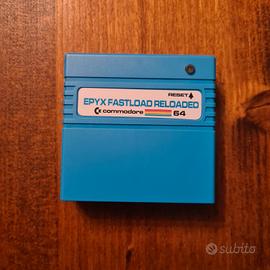 RESET
EPYX FASTLOAD RELOADED
commodore 64
subito